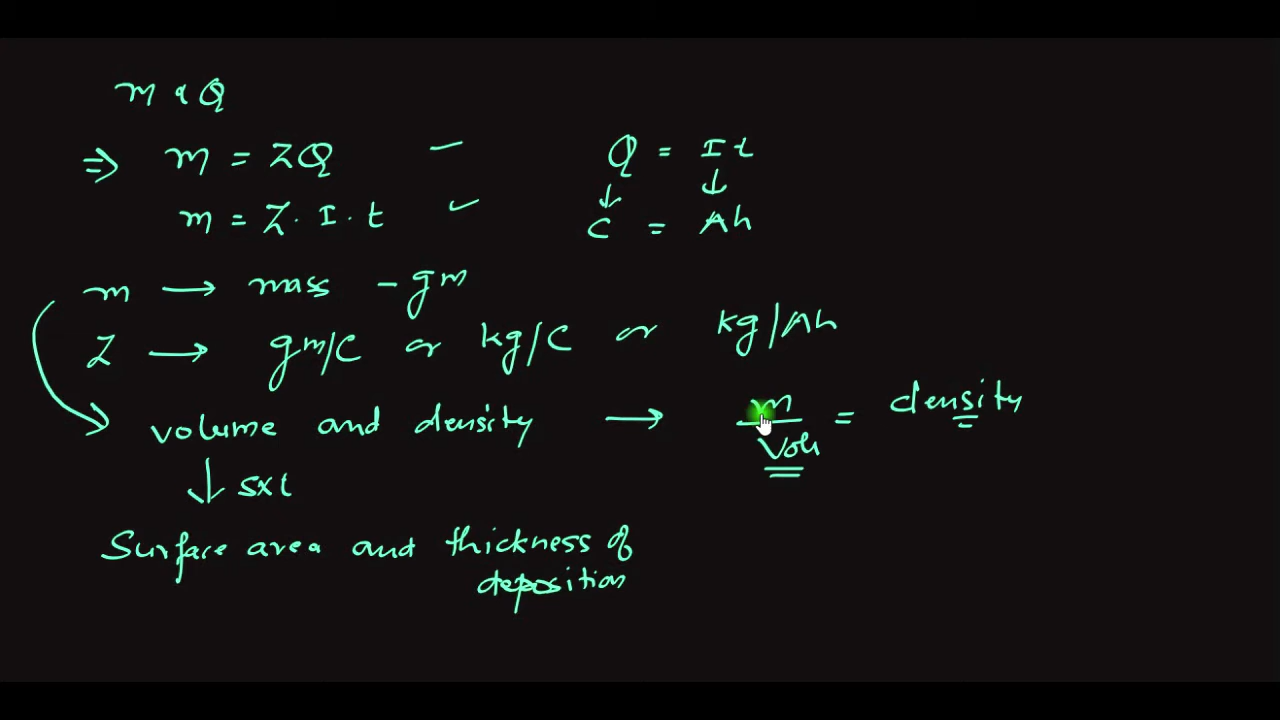 m α Q
⇒ m = ZQ – Q = It
m = Z. I. t ✓ ↓ ↓
C = Ah
m → mass - gm
Z → gm/C or kg/C or kg/Ah
volume and density → m/Vol = density
↓ sxt
Surface area and thickness of
deposition